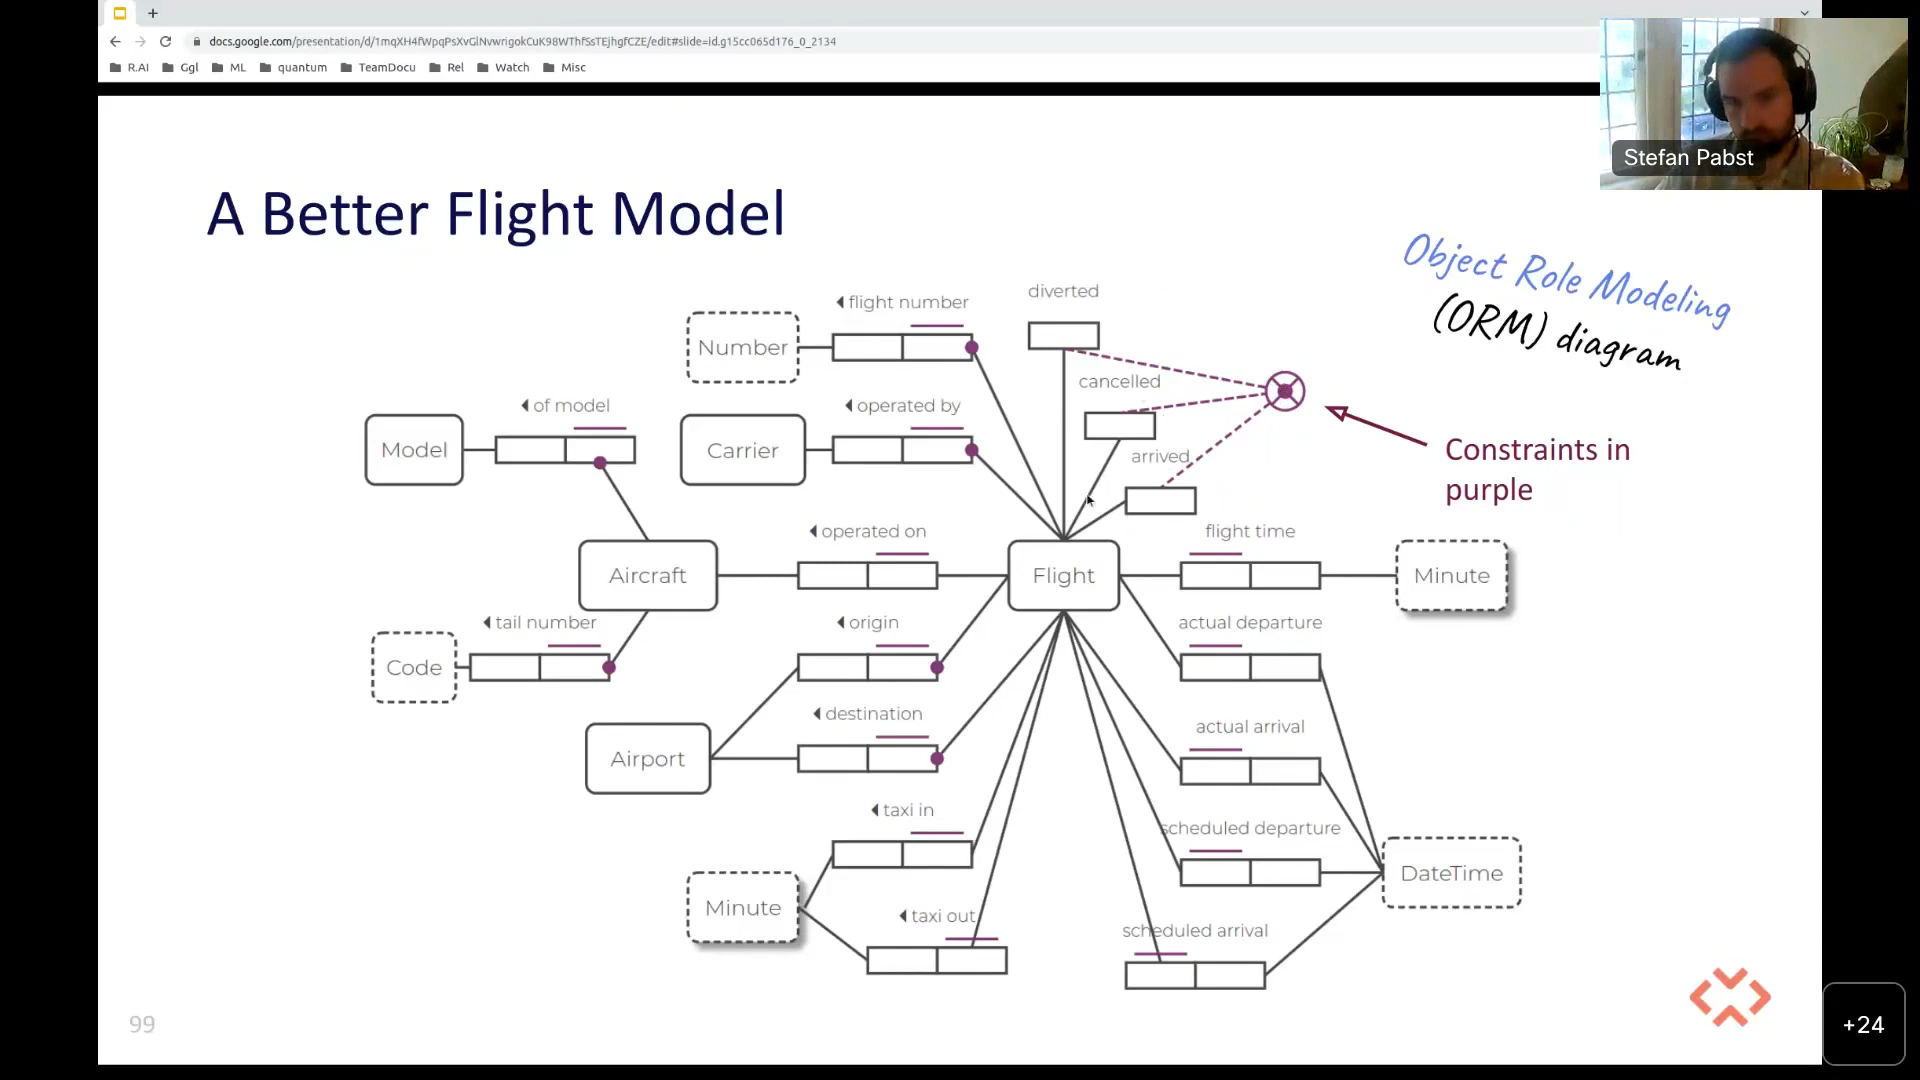 docs.google.com/presentation/d/1mqXH4fWpqPsXvGlNvwrigokCuK98WThfSsTEjhgfCZE/edit#slide=id.g15cc065d176_0_2134
R.AI Ggl ML quantum TeamDocu Rel Watch Misc
Stefan Pabst
A Better Flight Model
Object Role Modeling
(ORM) diagram
diverted
flight number
Number
cancelled
of model
operated by
Model
Carrier
arrived
Constraints in
purple
operated on
flight time
Aircraft
Flight
Minute
tail number
origin
actual departure
Code
destination
actual arrival
Airport
taxi in
scheduled departure
DateTime
Minute
taxi out
scheduled arrival
99
+24